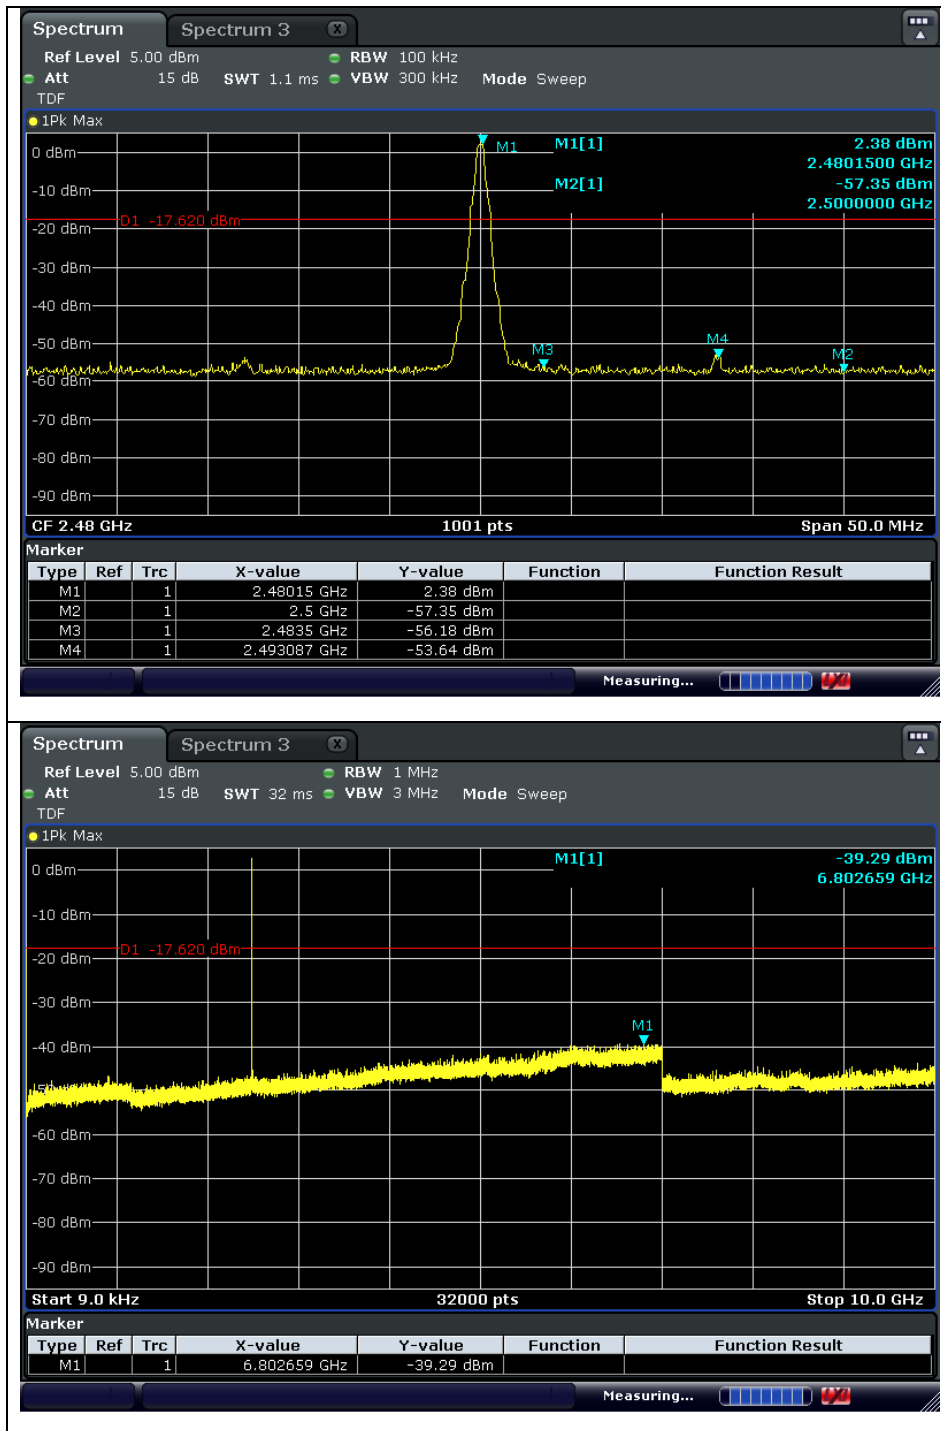 Spectrum Spectrum 3 X
Ref Level 5.00 dBm RBW 100 kHz
Att 15 dB SWT 1.1 ms VBW 300 kHz Mode Sweep
TDF
1Pk Max
M1[1] 2.38 dBm
2.4801500 GHz
M2[1] -57.35 dBm
2.5000000 GHz
M1
0 dBm
-10 dBm
D1 -17.620 dBm
-20 dBm
-30 dBm
-40 dBm
-50 dBm
M3 M4 M2
-60 dBm
-70 dBm
-80 dBm
-90 dBm
CF 2.48 GHz 1001 pts Span 50.0 MHz
Marker
Type Ref Trc X-value Y-value Function Function Result
M1 1 2.48015 GHz 2.38 dBm
M2 1 2.5 GHz -57.35 dBm
M3 1 2.4835 GHz -56.18 dBm
M4 1 2.493087 GHz -53.64 dBm
Measuring...
Spectrum Spectrum 3 X
Ref Level 5.00 dBm RBW 1 MHz
Att 15 dB SWT 32 ms VBW 3 MHz Mode Sweep
TDF
1Pk Max
M1[1] -39.29 dBm
6.802659 GHz
0 dBm
-10 dBm
D1 -17.620 dBm
-20 dBm
-30 dBm
M1
-40 dBm
-60 dBm
-70 dBm
-80 dBm
-90 dBm
Start 9.0 kHz 32000 pts Stop 10.0 GHz
Marker
Type Ref Trc X-value Y-value Function Function Result
M1 1 6.802659 GHz -39.29 dBm
Measuring...